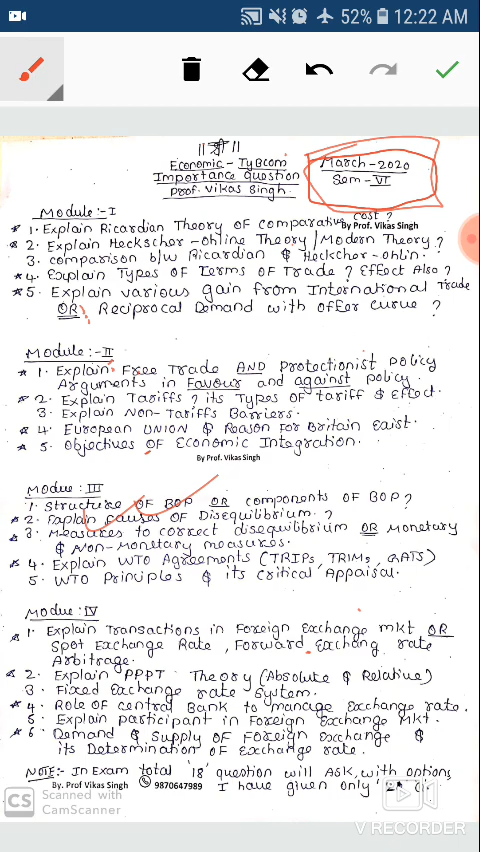 52% 12:22 AM
|| श्री ||
Economic - TyBcom
Importance question
Prof. Vikas Singh.
March - 2020
Sem - VI
Module :- I
* 1. Explain Ricardian Theory of comparative cost ?
By Prof. Vikas Singh
* 2. Explain Heckscher - ohline Theory / Modern Theory ?
3. comparison b/w Ricardian & Heckcher-ohlin.
* 4. Explain Types of Terms of Trade ? Effect Also ?
* 5. Explain various gain from International Trade
OR Reciprocal Demand with offer curve ?
Module :- II
* 1. Explain Free Trade AND Protectionist policy
Arguments in Favour and against policy.
* 2. Explain Tariffs ? its Types of tariff & Effect.
3. Explain Non-Tariffs Barriers.
* 4. European UNION & Reason for Britain Exist.
* 5. Objectives of Economic Integration.
By Prof. Vikas Singh
Module : III
1. Structure OF BOP OR components OF BOP ?
* 2. Explain causes OF Disequilibrium. ?
* 3. Measures to correct disequilibrium OR Monetary
& Non-Monetary measures.
* 4. Explain WTO Agreements (TRIPs, TRIMs, GATS)
5. WTO Principles & its critical Appraisal.
Module : IV
* 1. Explain Transactions in Foreign Exchange mkt OR
Spot Exchange Rate, Forward Exchang rate
Arbitrage.
* 2. Explain PPPT Theory (Absolute & Relative)
3. Fixed Exchange rate System.
* 4. Role of central Bank to manage Exchange rate.
5. Explain participant in Foreign Exchange Mkt.
* 6. Demand & Supply of Foreign Exchange &
its Determination OF Exchange rate.
NOTE :- In Exam total '18' question will Ask, with options
By. Prof Vikas Singh 9870647989 I have given only
CS Scanned with
CamScanner
V RECORDER